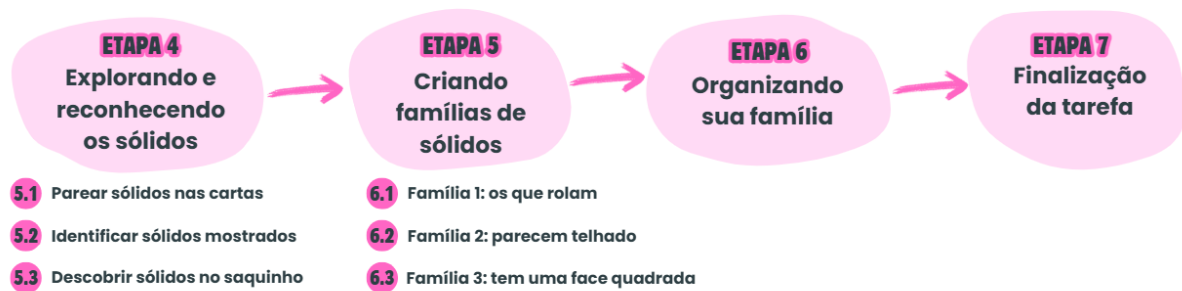 ETAPA 4
Explorando e
reconhecendo
os sólidos
5.1 Parear sólidos nas cartas
5.2 Identificar sólidos mostrados
5.3 Descobrir sólidos no saquinho
ETAPA 5
Criando
famílias de
sólidos
6.1 Família 1: os que rolam
6.2 Família 2: parecem telhado
6.3 Família 3: tem uma face quadrada
ETAPA 6
Organizando
sua família
ETAPA 7
Finalização
da tarefa